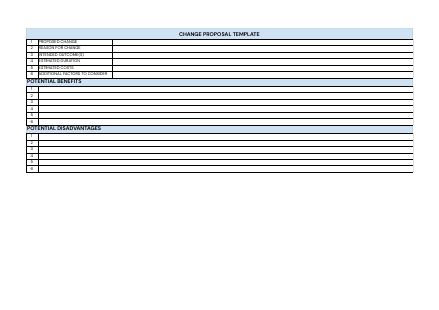 CHANGE PROPOSAL TEMPLATE
1 PROPOSED CHANGE
2 REASON FOR CHANGE
3 INTENDED OUTCOME(S)
4 ESTIMATED DURATION
5 ESTIMATED COSTS
6 ADDITIONAL FACTORS TO CONSIDER
POTENTIAL BENEFITS
1
2
3
4
5
6
POTENTIAL DISADVANTAGES
1
2
3
4
5
6